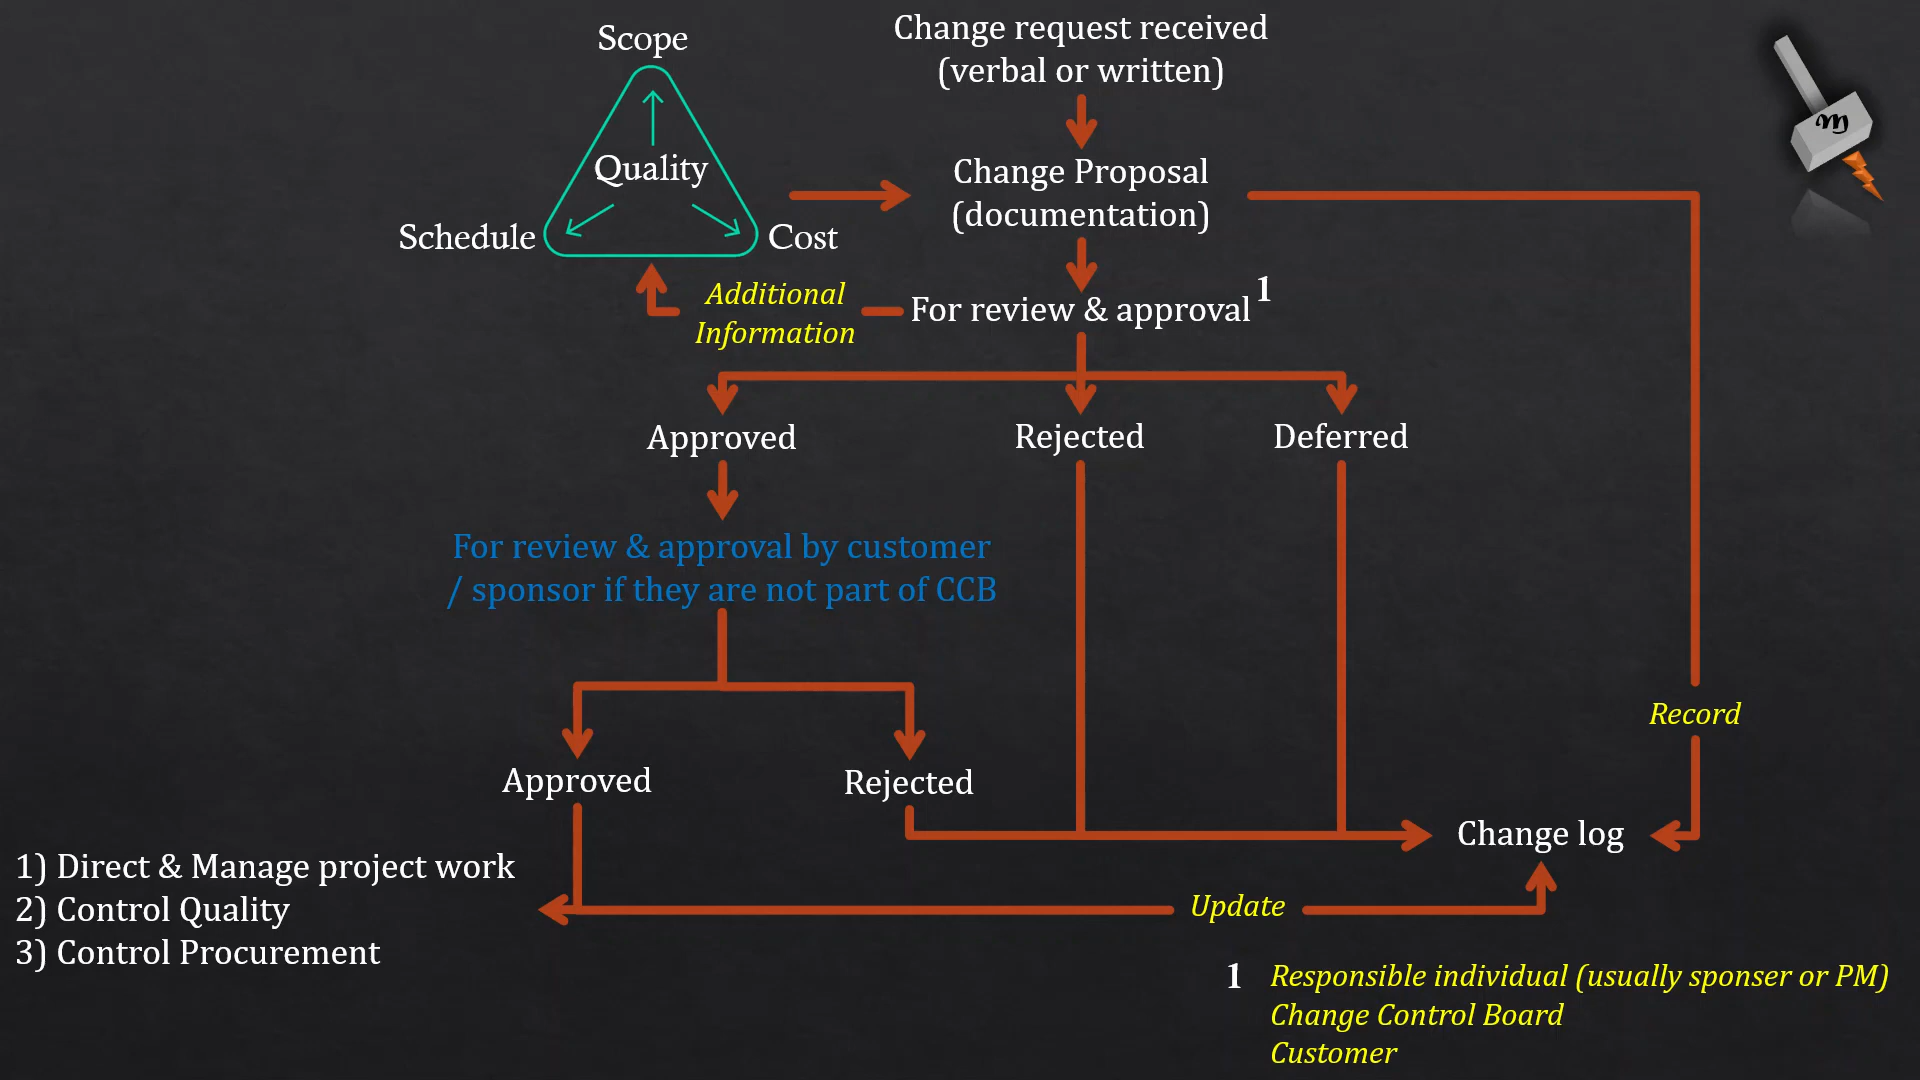 Scope
Quality
Schedule
Cost
Change request received
(verbal or written)
Change Proposal
(documentation)
Additional
Information
For review & approval 1
Approved
Rejected
Deferred
For review & approval by customer
/ sponsor if they are not part of CCB
Approved
Rejected
Record
Change log
Update
1) Direct & Manage project work
2) Control Quality
3) Control Procurement
1 Responsible individual (usually sponser or PM)
Change Control Board
Customer
m